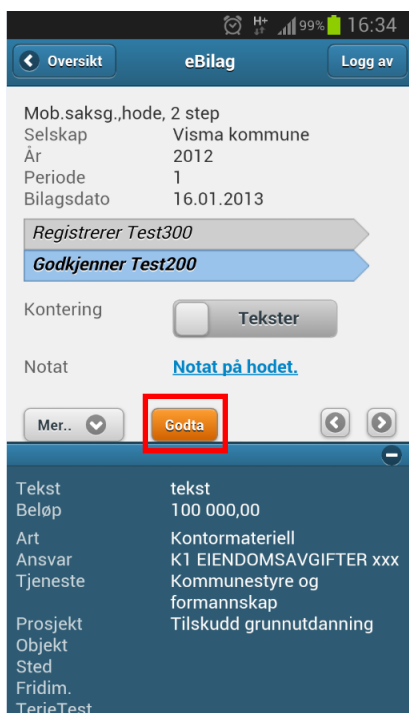 H+ 99% 16:34
Oversikt eBilag Logg av
Mob.saksg.,hode, 2 step
Selskap Visma kommune
År 2012
Periode 1
Bilagsdato 16.01.2013
Registrerer Test300
Godkjenner Test200
Kontering Tekster
Notat Notat på hodet.
Mer.. Godta
Tekst tekst
Beløp 100 000,00
Art Kontormateriell
Ansvar K1 EIENDOMSAVGIFTER xxx
Tjeneste Kommunestyre og
formannskap
Prosjekt Tilskudd grunnutdanning
Objekt
Sted
Fridim.
TerjeTest